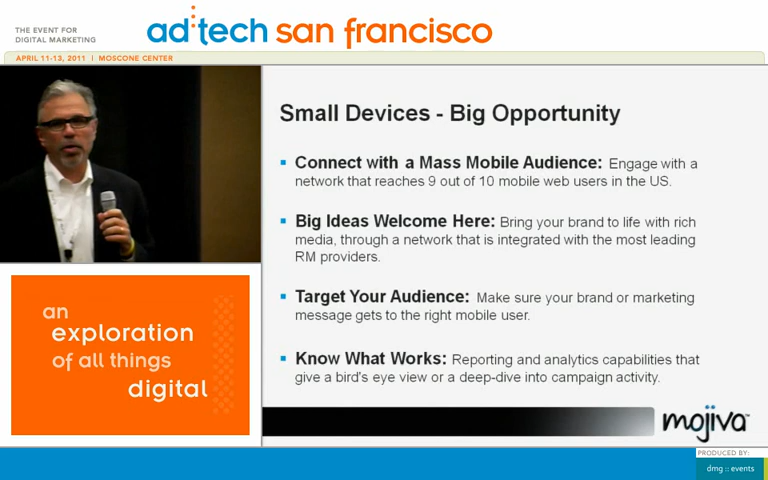 THE EVENT FOR
DIGITAL MARKETING
ad:tech san francisco
APRIL 11-13, 2011 | MOSCONE CENTER
Small Devices - Big Opportunity
Connect with a Mass Mobile Audience: Engage with a
network that reaches 9 out of 10 mobile web users in the US.
Big Ideas Welcome Here: Bring your brand to life with rich
media, through a network that is integrated with the most leading
RM providers.
Target Your Audience: Make sure your brand or marketing
message gets to the right mobile user.
Know What Works: Reporting and analytics capabilities that
give a bird's eye view or a deep-dive into campaign activity.
an
exploration
of all things
digital
mojiva™
PRODUCED BY:
dmg :: events